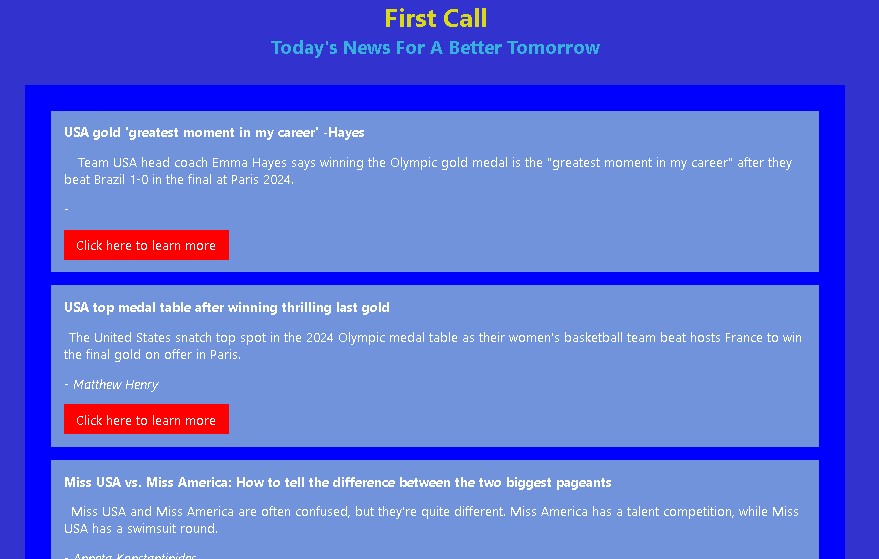 First Call
Today's News For A Better Tomorrow
USA gold 'greatest moment in my career' -Hayes
Team USA head coach Emma Hayes says winning the Olympic gold medal is the "greatest moment in my career" after they
beat Brazil 1-0 in the final at Paris 2024.
-
Click here to learn more
USA top medal table after winning thrilling last gold
The United States snatch top spot in the 2024 Olympic medal table as their women's basketball team beat hosts France to win
the final gold on offer in Paris.
- Matthew Henry
Click here to learn more
Miss USA vs. Miss America: How to tell the difference between the two biggest pageants
Miss USA and Miss America are often confused, but they're quite different. Miss America has a talent competition, while Miss
USA has a swimsuit round.